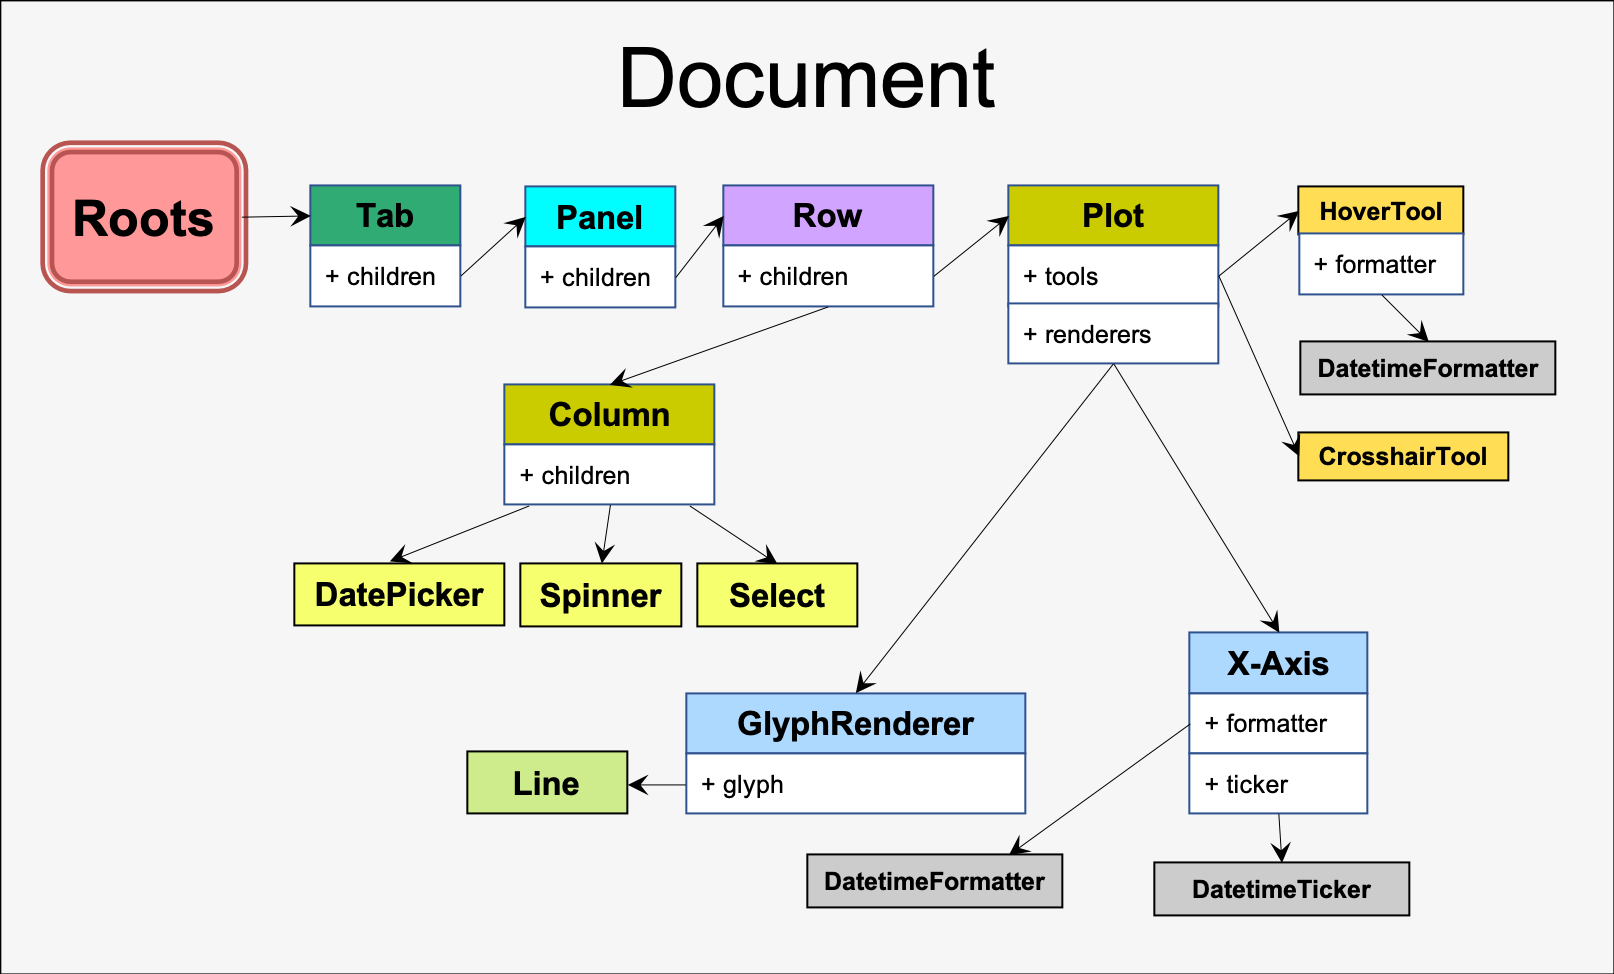 Document
Roots
Tab
+ children
Panel
+ children
Row
+ children
Plot
+ tools
+ renderers
HoverTool
+ formatter
DatetimeFormatter
CrosshairTool
Column
+ children
DatePicker
Spinner
Select
GlyphRenderer
+ glyph
Line
X-Axis
+ formatter
+ ticker
DatetimeFormatter
DatetimeTicker